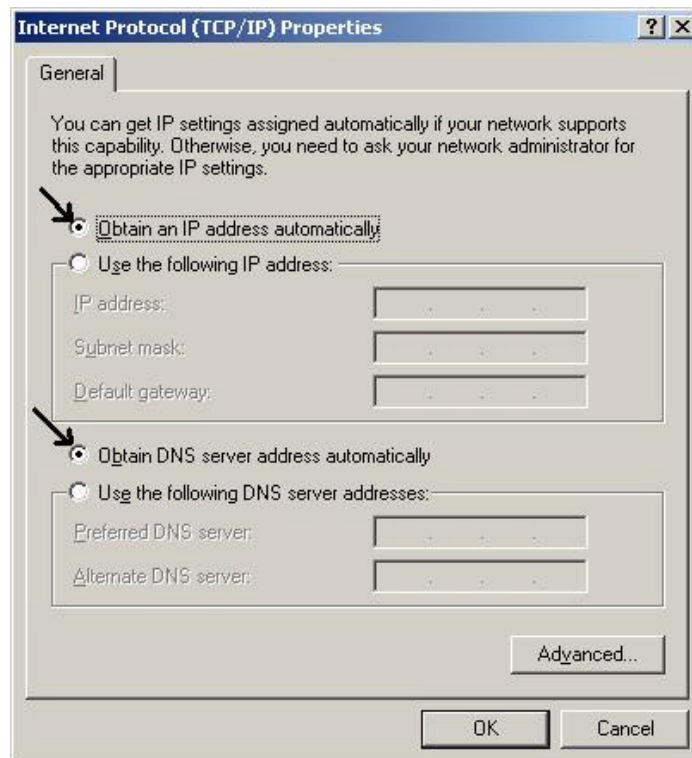 Internet Protocol (TCP/IP) Properties
? X
General
You can get IP settings assigned automatically if your network supports
this capability. Otherwise, you need to ask your network administrator for
the appropriate IP settings.
Obtain an IP address automatically
Use the following IP address:
IP address:
Subnet mask:
Default gateway:
Obtain DNS server address automatically
Use the following DNS server addresses:
Preferred DNS server:
Alternate DNS server:
Advanced...
OK Cancel